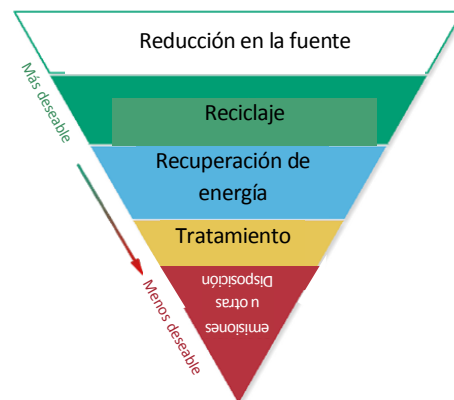 Reducción en la fuente
Más deseable
Reciclaje
Recuperación de
energía
Tratamiento
Disposición
u otras
emisiones
Menos deseable